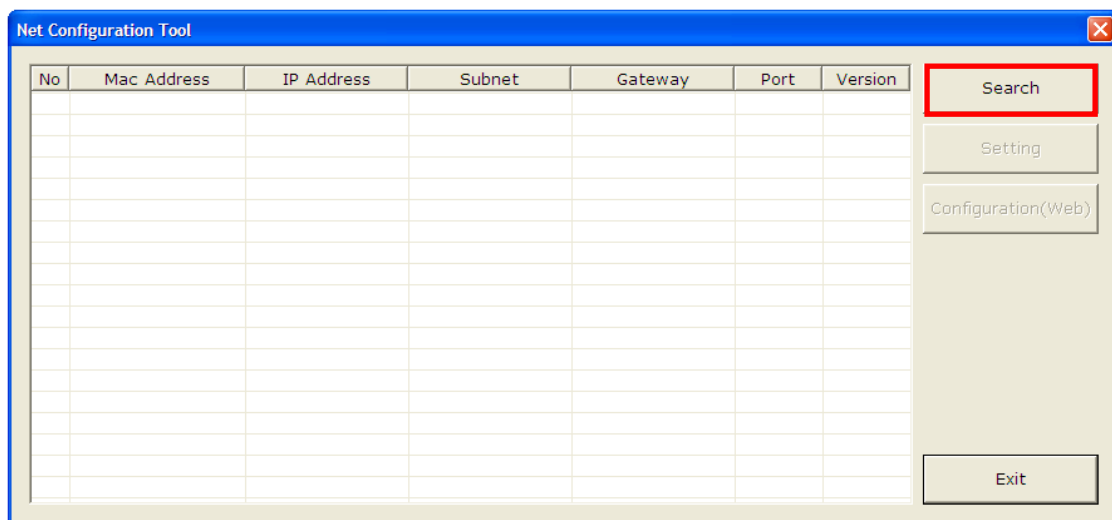 Net Configuration Tool
No Mac Address IP Address Subnet Gateway Port Version
Search
Setting
Configuration(Web)
Exit